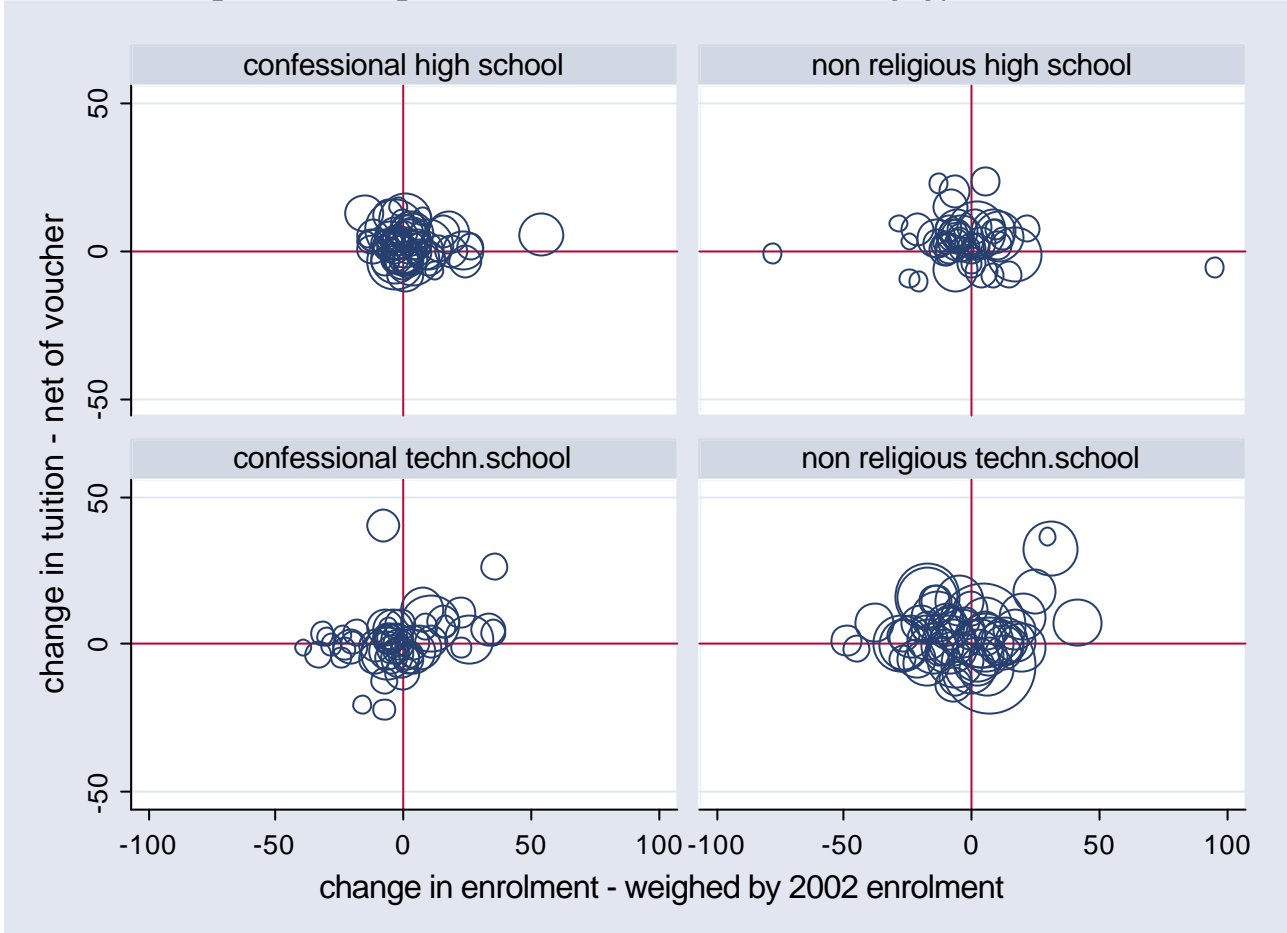 confessional high school
non religious high school
50
0
-50
confessional techn.school
non religious techn.school
50
0
-50
change in tuition - net of voucher
-100 -50 0 50 100 -100 -50 0 50 100
change in enrolment - weighed by 2002 enrolment